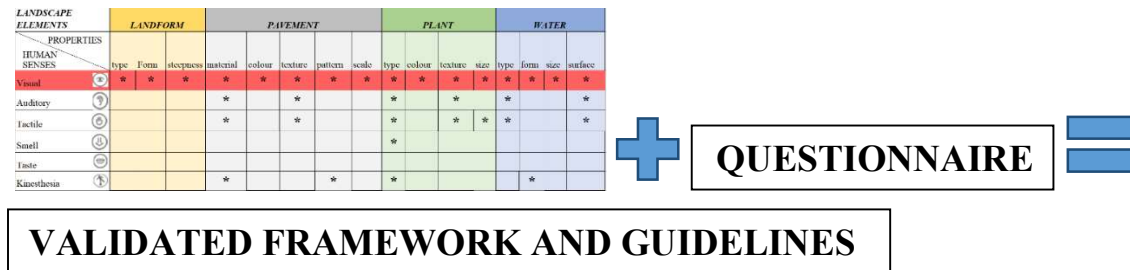 LANDSCAPE
ELEMENTS LANDFORM PAVEMENT PLANT WATER
PROPERTIES
HUMAN
SENSES
type Form steepness material colour texture pattern scale type colour texture size type form size surface
Visual * * * * * * * * * * * * * * * *
Auditory * * * * * *
Tactile * * * * * * *
Smell *
Taste
Kinesthesia * * * *
QUESTIONNAIRE
VALIDATED FRAMEWORK AND GUIDELINES